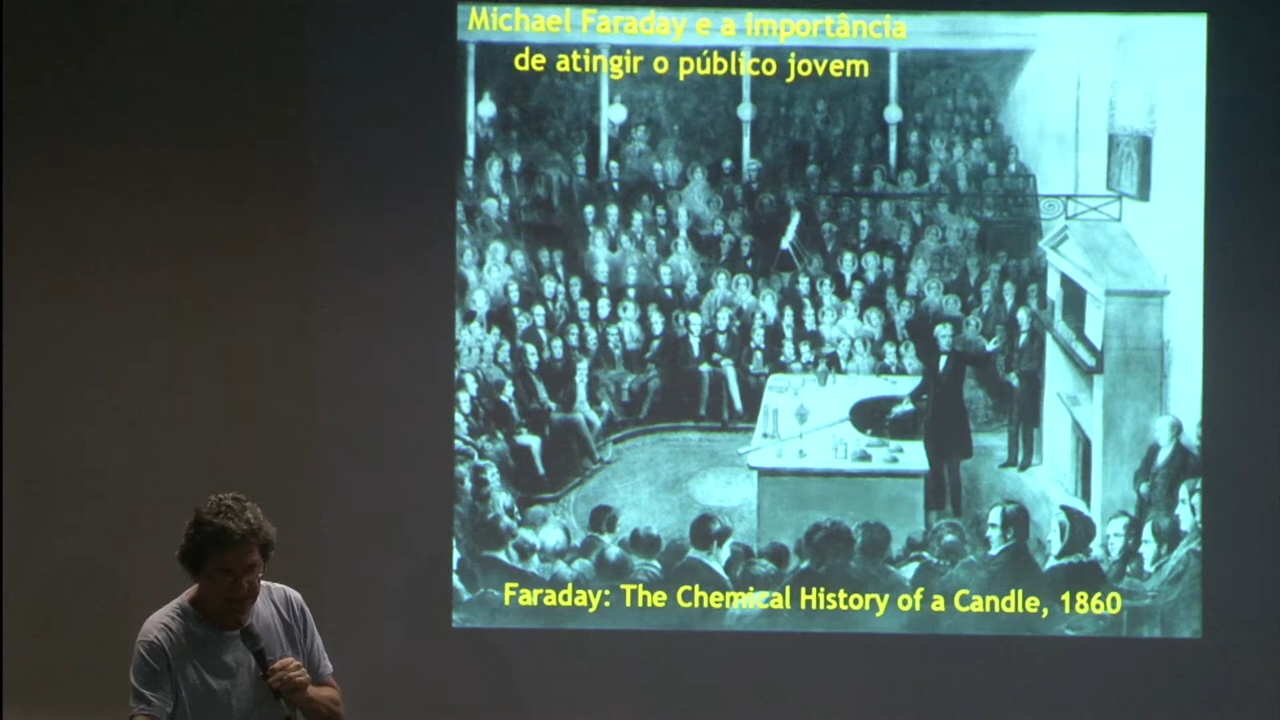 Michael Faraday e a importância
de atingir o público jovem
Faraday: The Chemical History of a Candle, 1860